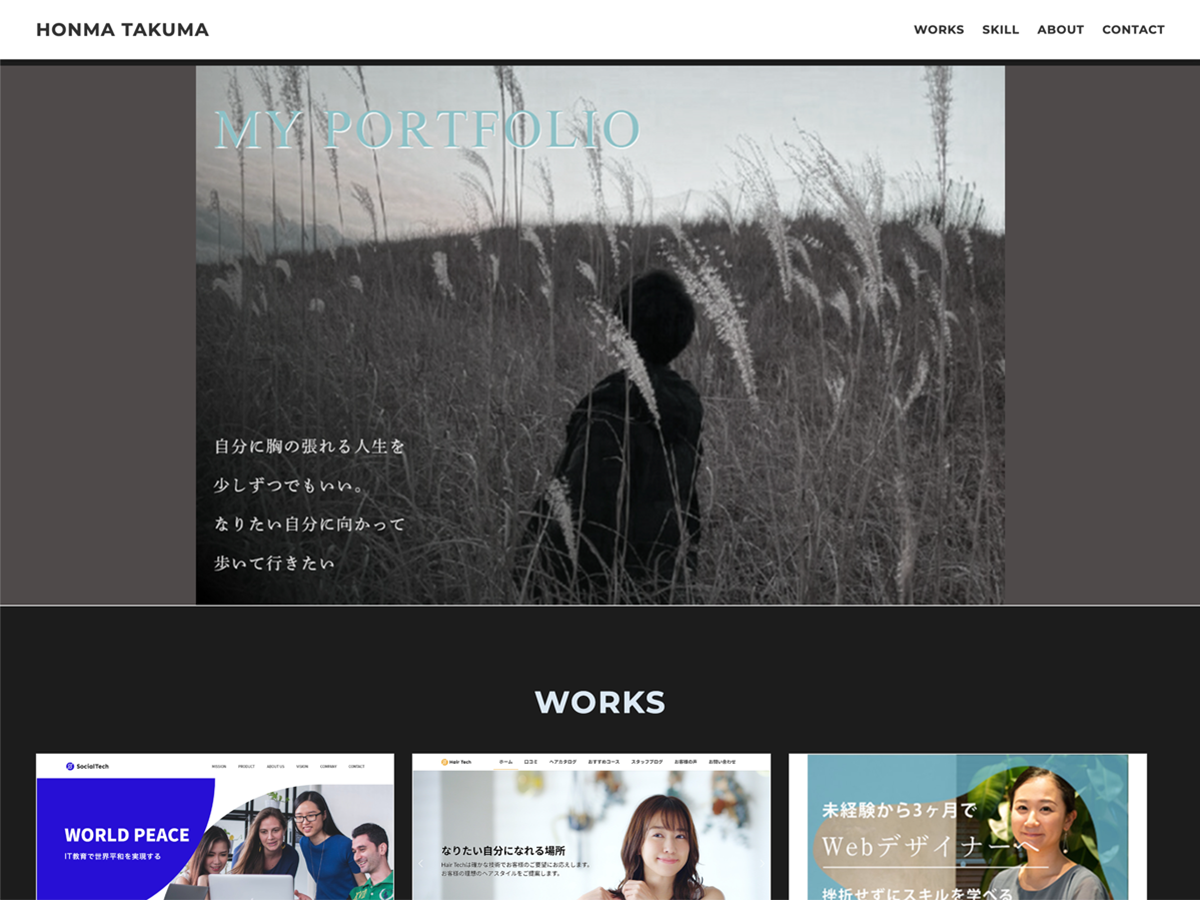 HONMA TAKUMA
WORKS SKILL ABOUT CONTACT
MY PORTFOLIO
自分に胸の張れる人生を
少しずつでもいい。
なりたい自分に向かって
歩いて行きたい
WORKS
SocialTech
MISSION PRODUCT ABOUT US VISION COMPANY CONTACT
WORLD PEACE
IT教育で世界平和を実現する
Hair Tech
ホーム 口コミ ヘアカタログ おすすめコース スタッフブログ お客様の声 お問い合わせ
なりたい自分になれる場所
Hair Techは確かな技術でお客様のご要望にお応えします。
お客様の理想のヘアスタイルをご提案します。
未経験から3ヶ月で
Webデザイナーへ
挫折せずにスキルを学べる